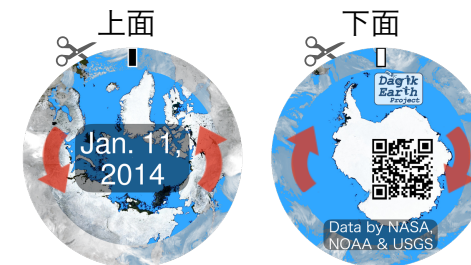 上面
下面
Jan. 11,
2014
Dagik
Earth
Project
Data by NASA,
NOAA & USGS